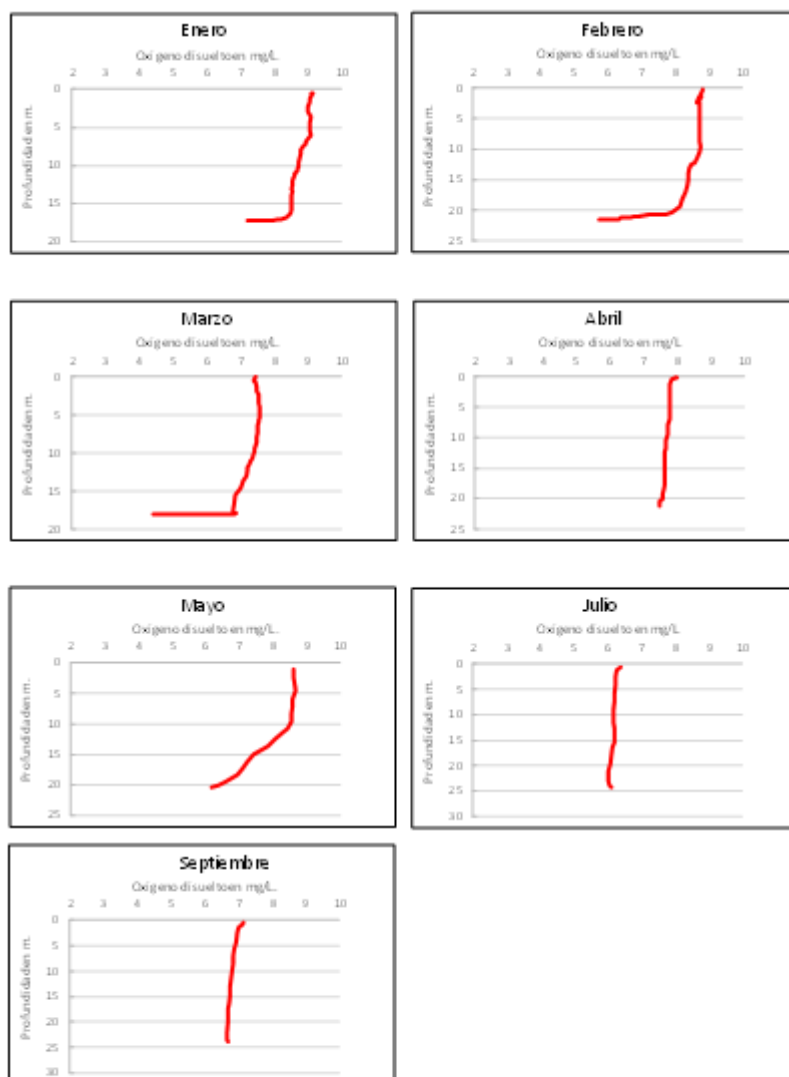 Enero
Oxigeno disuelto en mg/L.
2 3 4 5 6 7 8 9 10
Profundidad en m.
0
5
10
15
20
Febrero
Oxigeno disuelto en mg/L.
2 3 4 5 6 7 8 9 10
Profundidad en m.
0
5
10
15
20
25
Marzo
Oxigeno disuelto en mg/L.
2 3 4 5 6 7 8 9 10
Profundidad en m.
0
5
10
15
20
Abril
Oxigeno disuelto en mg/L.
2 3 4 5 6 7 8 9 10
Profundidad en m.
0
5
10
15
20
25
Mayo
Oxigeno disuelto en mg/L.
2 3 4 5 6 7 8 9 10
Profundidad en m.
0
5
10
15
20
25
Julio
Oxigeno disuelto en mg/L.
2 3 4 5 6 7 8 9 10
Profundidad en m.
0
5
10
15
20
25
30
Septiembre
Oxigeno disuelto en mg/L.
2 3 4 5 6 7 8 9 10
Profundidad en m.
0
5
10
15
20
25
30